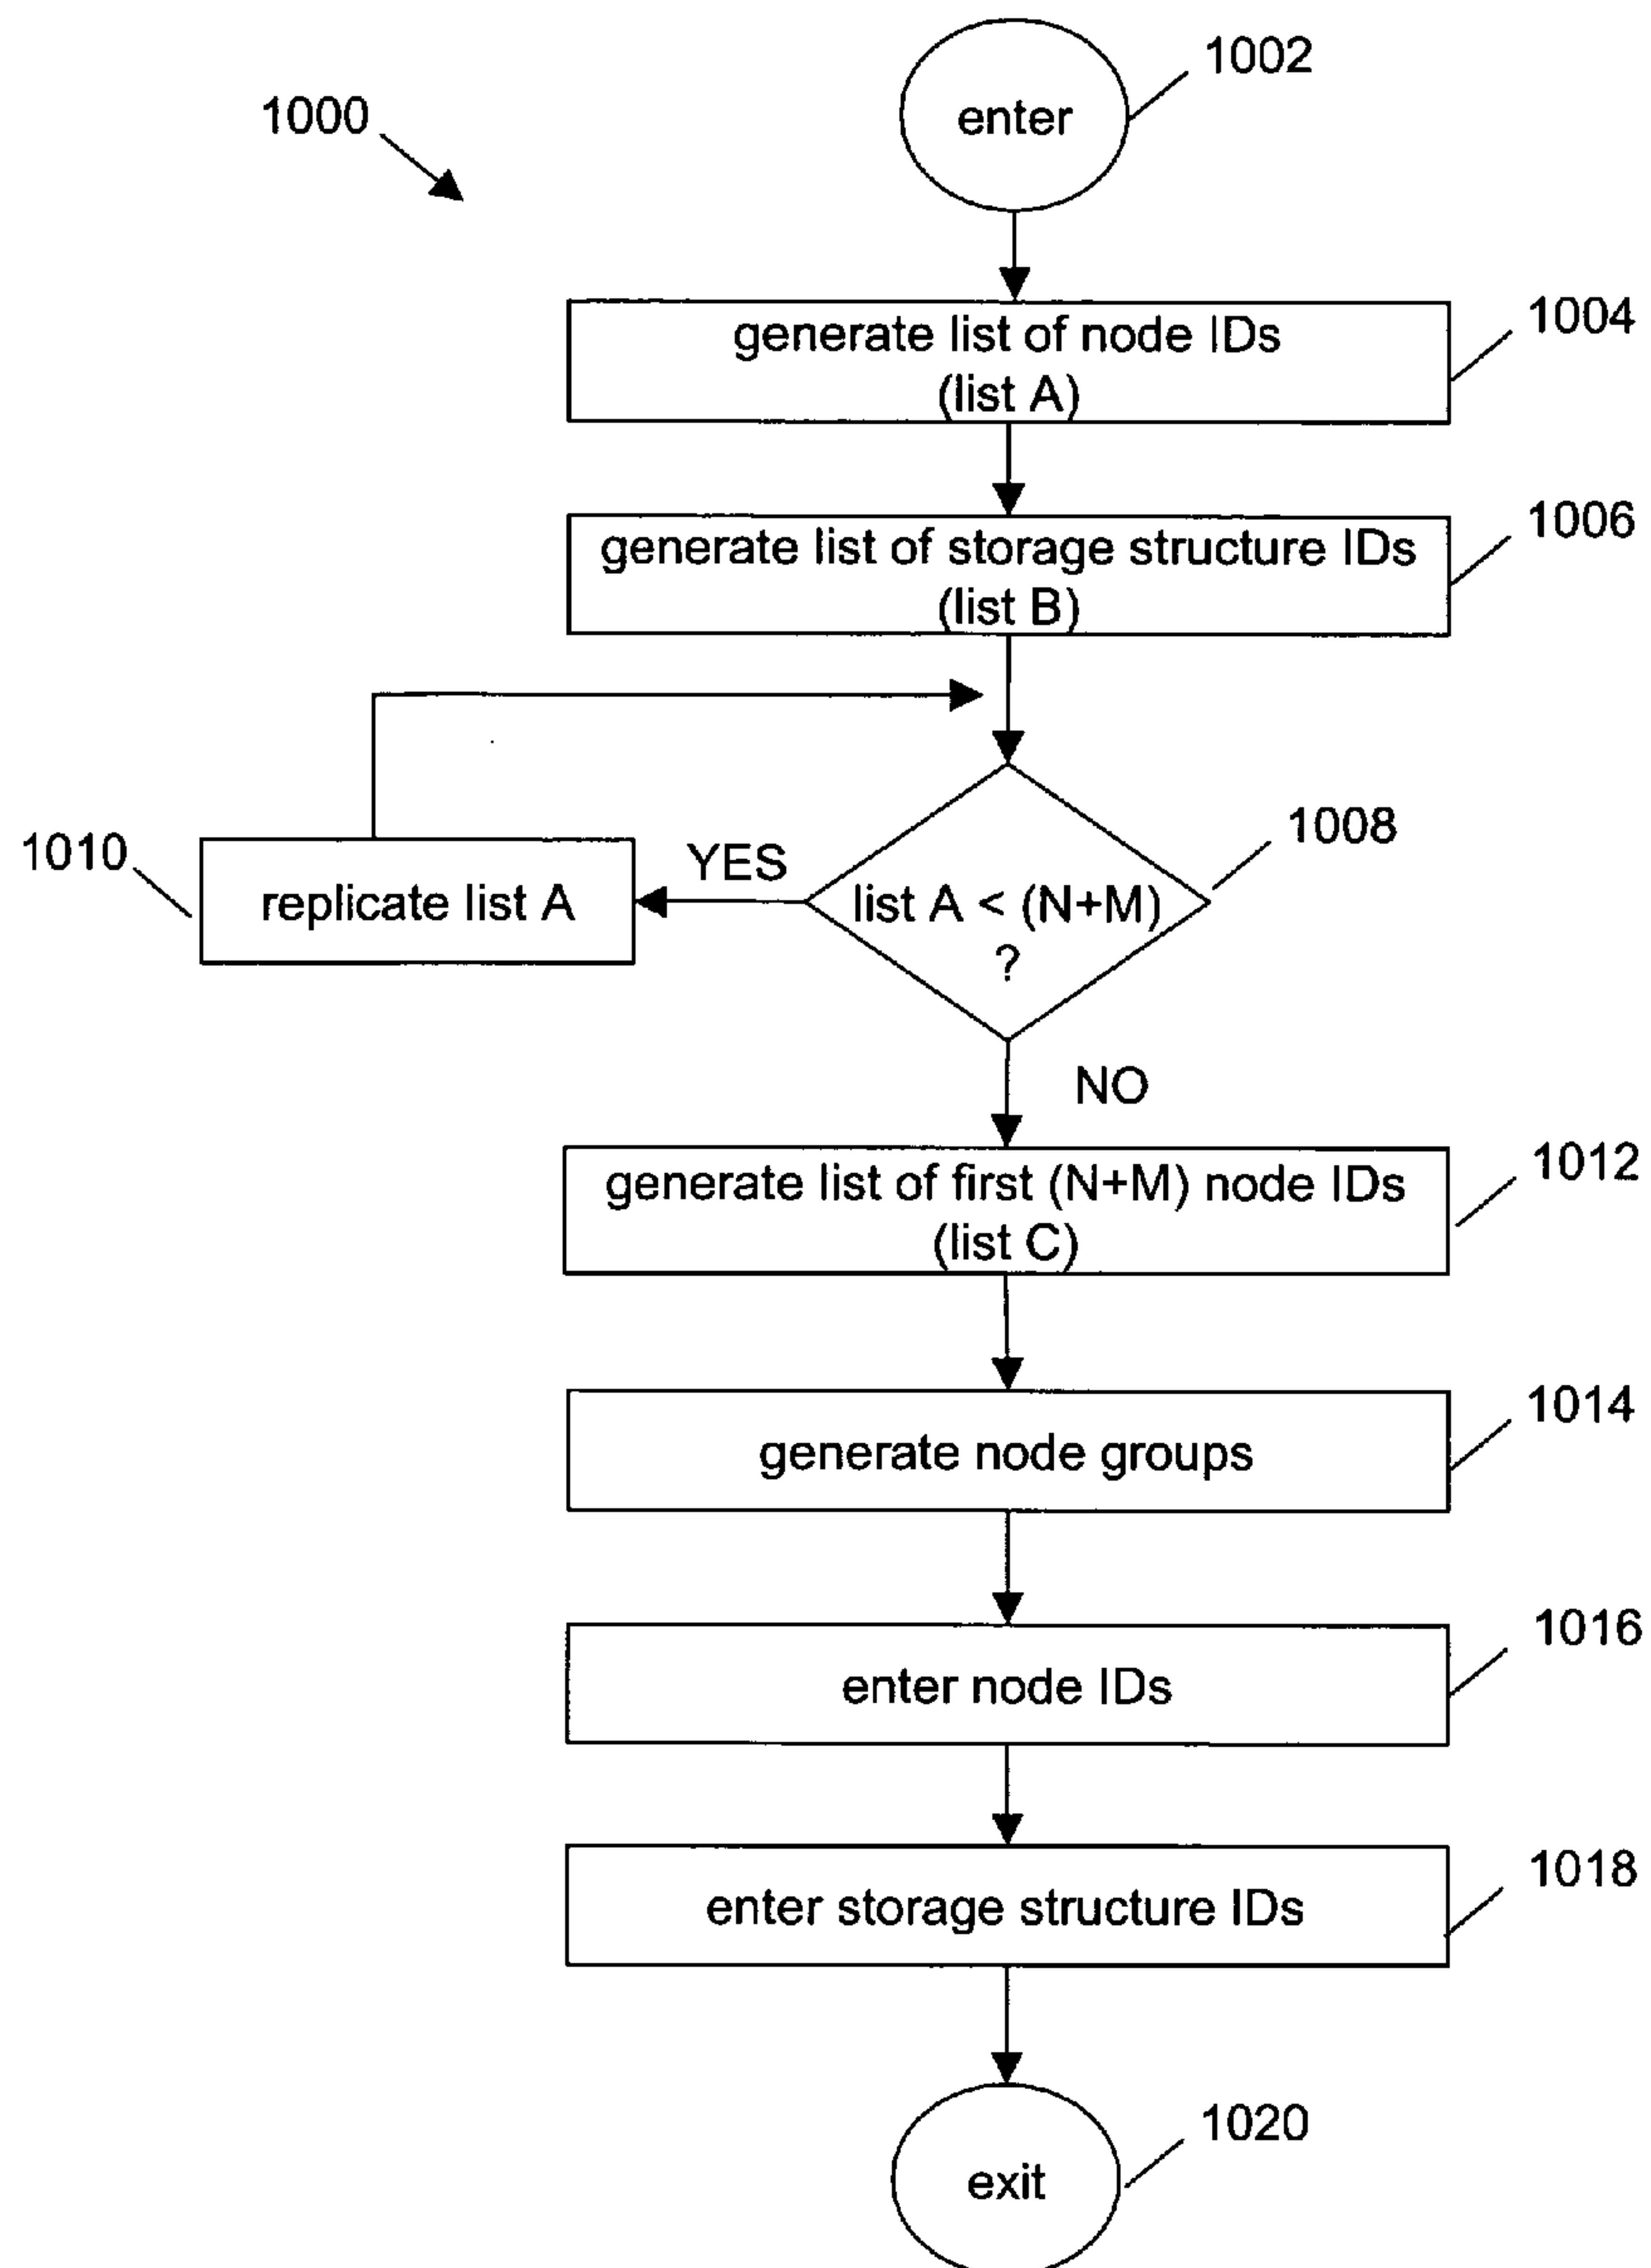 1002
enter
1000
1004
generate list of node IDs
(list A)
1006
generate list of storage structure IDs
(list B)
1008
1010
YES
replicate list A
list A < (N+M)
?
NO
1012
generate list of first (N+M) node IDs
(list C)
1014
generate node groups
1016
enter node IDs
1018
enter storage structure IDs
1020
exit